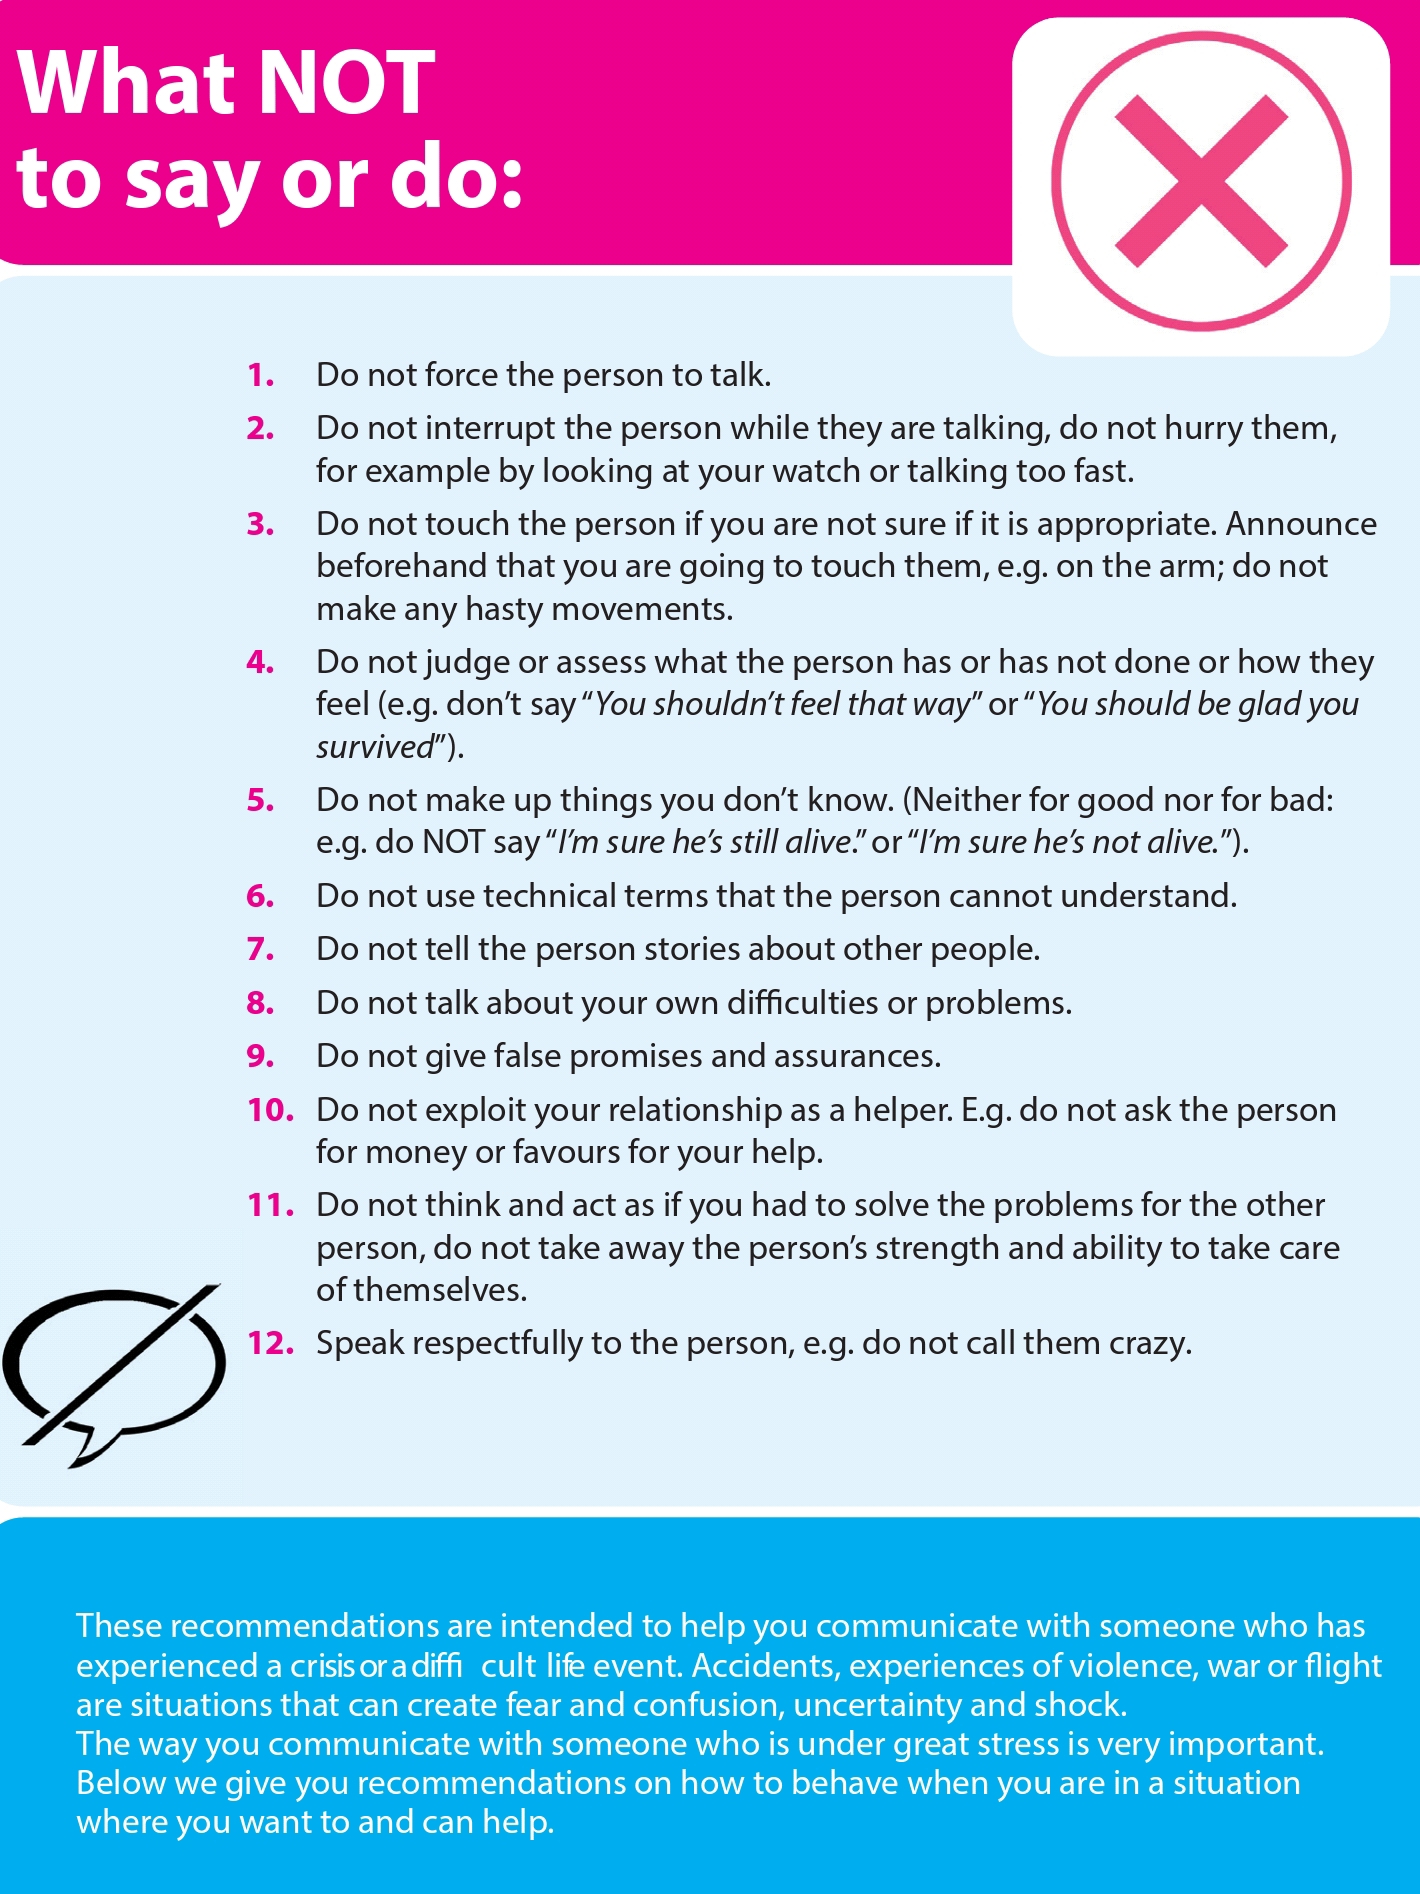 What NOT
to say or do:
1. Do not force the person to talk.
2. Do not interrupt the person while they are talking, do not hurry them,
for example by looking at your watch or talking too fast.
3. Do not touch the person if you are not sure if it is appropriate. Announce
beforehand that you are going to touch them, e.g. on the arm; do not
make any hasty movements.
4. Do not judge or assess what the person has or has not done or how they
feel (e.g. don’t say “You shouldn’t feel that way” or “You should be glad you
survived”).
5. Do not make up things you don’t know. (Neither for good nor for bad:
e.g. do NOT say “I’m sure he’s still alive.” or “I’m sure he’s not alive.”).
6. Do not use technical terms that the person cannot understand.
7. Do not tell the person stories about other people.
8. Do not talk about your own difficulties or problems.
9. Do not give false promises and assurances.
10. Do not exploit your relationship as a helper. E.g. do not ask the person
for money or favours for your help.
11. Do not think and act as if you had to solve the problems for the other
person, do not take away the person’s strength and ability to take care
of themselves.
12. Speak respectfully to the person, e.g. do not call them crazy.
These recommendations are intended to help you communicate with someone who has
experienced a crisis or a diffi cult life event. Accidents, experiences of violence, war or flight
are situations that can create fear and confusion, uncertainty and shock.
The way you communicate with someone who is under great stress is very important.
Below we give you recommendations on how to behave when you are in a situation
where you want to and can help.